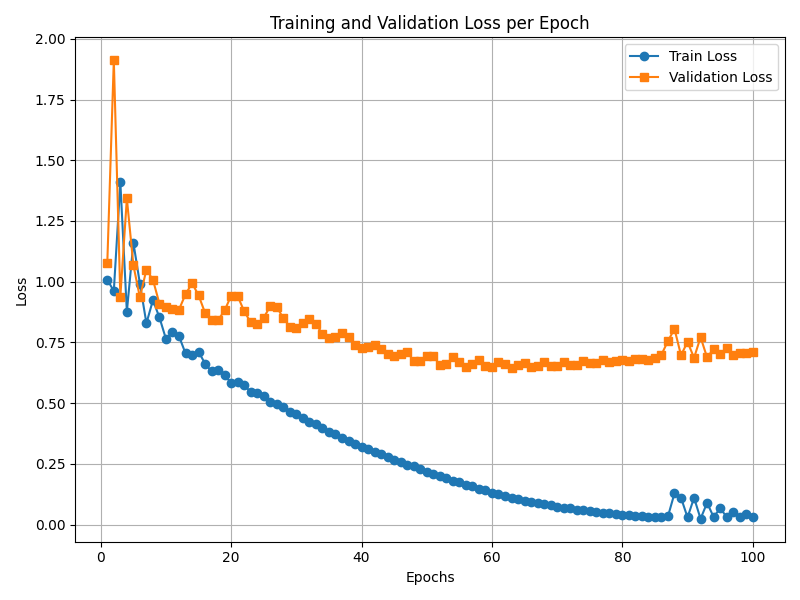 Training and Validation Loss per Epoch
2.00
1.75
1.50
1.25
1.00
0.75
0.50
0.25
0.00
Loss
Train Loss
Validation Loss
0 20 40 60 80 100
Epochs